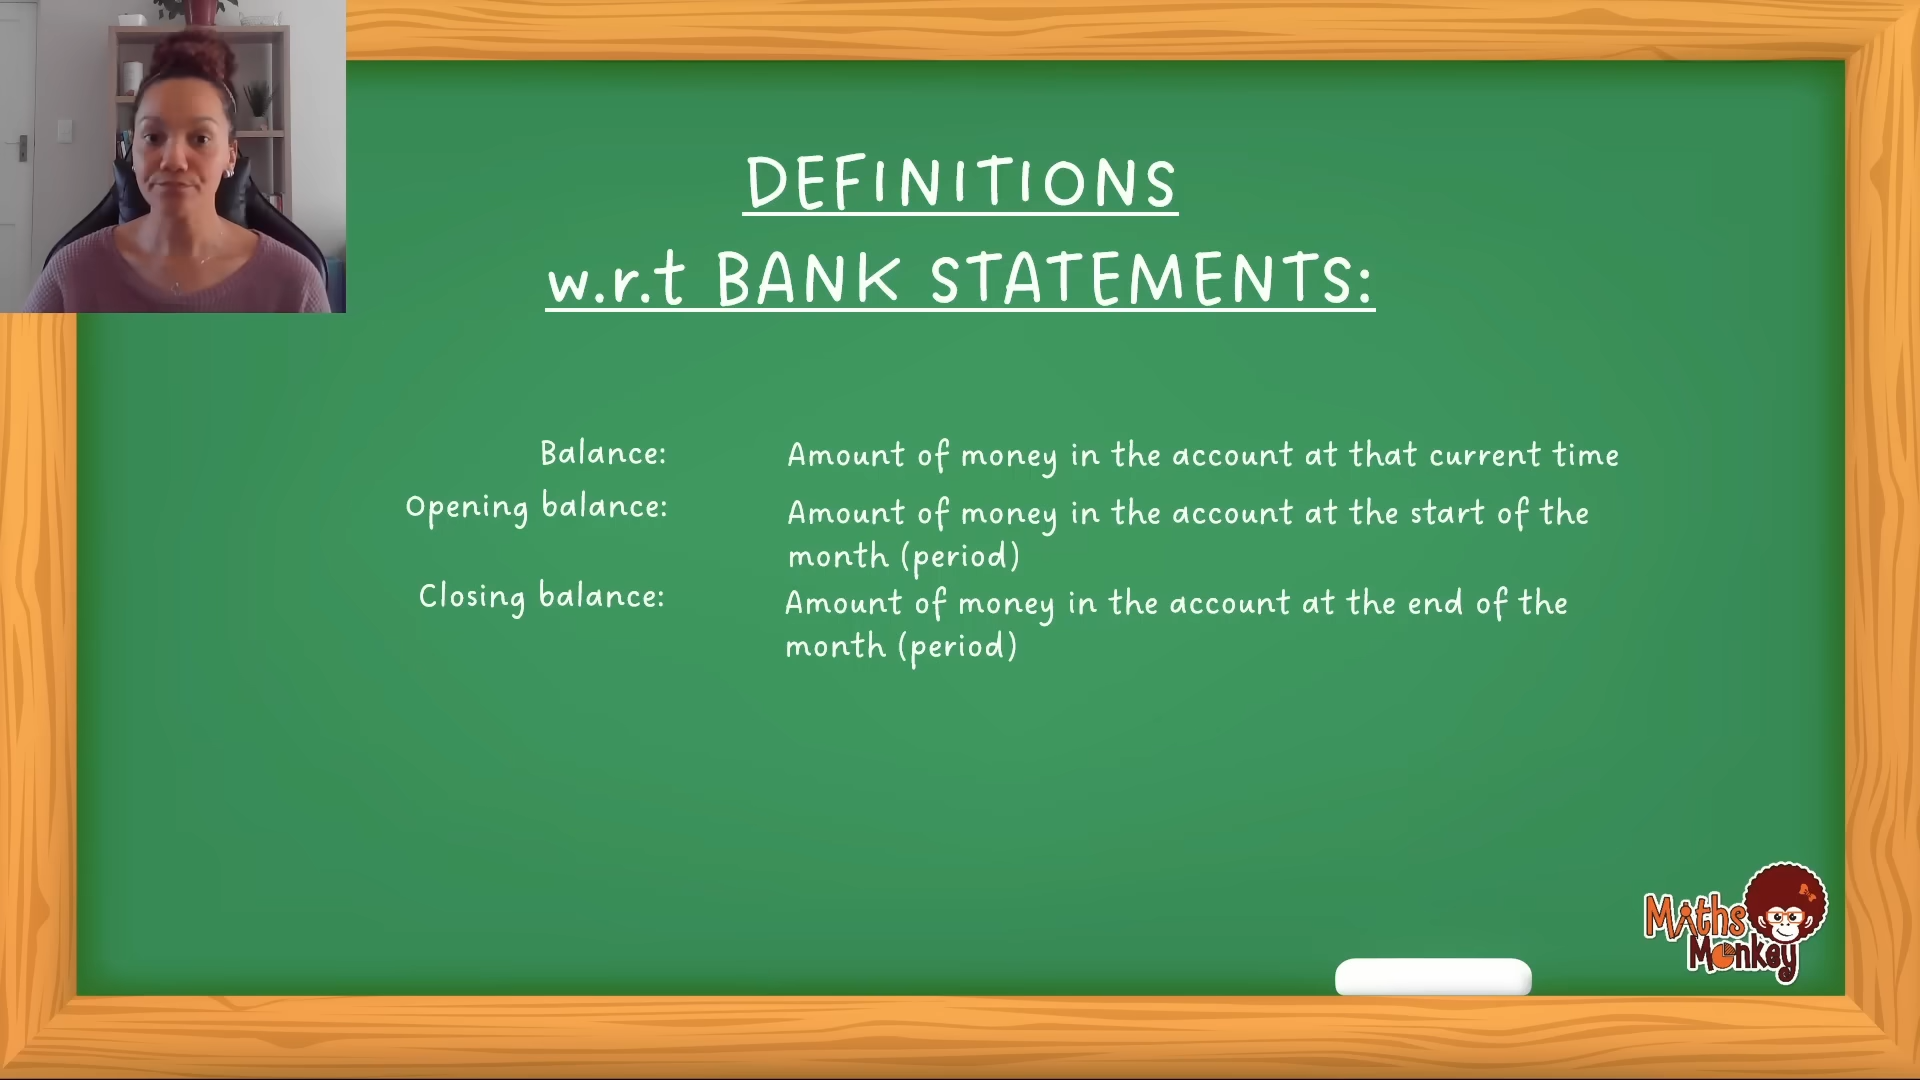 DEFINITIONS
w.r.t BANK STATEMENTS:
Balance: Amount of money in the account at that current time
Opening balance: Amount of money in the account at the start of the
month (period)
Closing balance: Amount of money in the account at the end of the
month (period)
Maths
Monkey